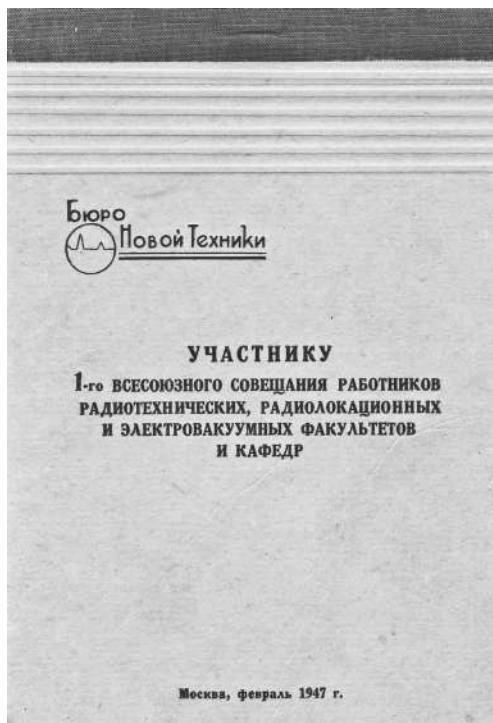 Бюро
Новой Техники
УЧАСТНИКУ
1-го ВСЕСОЮЗНОГО СОВЕЩАНИЯ РАБОТНИКОВ
РАДИОТЕХНИЧЕСКИХ, РАДИОЛОКАЦИОННЫХ
И ЭЛЕКТРОВАКУУМНЫХ ФАКУЛЬТЕТОВ
И КАФЕДР
Москва, февраль 1947 г.